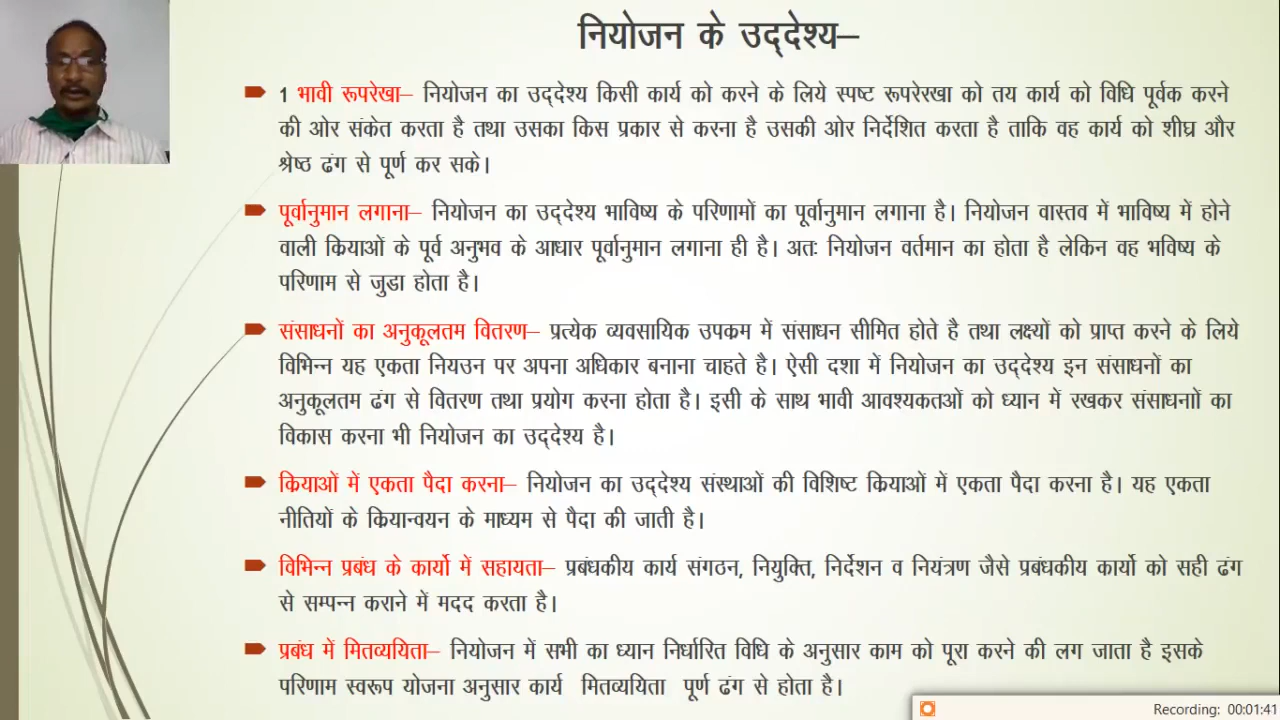 नियोजन के उद्देश्य–
1 भावी रूपरेखा– नियोजन का उद्देश्य किसी कार्य को करने के लिये स्पष्ट रूपरेरखा को तय कार्य को विधि पूर्वक करने
की ओर संकेत करता है तथा उसका किस प्रकार से करना है उसकी ओर निर्देशित करता है ताकि वह कार्य को शीघ्र और
श्रेष्ठ ढंग से पूर्ण कर सके।
पूर्वानुमान लगाना– नियोजन का उद्देश्य भाविष्य के परिणामों का पूर्वानुमान लगाना है। नियोजन वास्तव में भाविष्य में होने
वाली कियाओं के पूर्व अनुभव के आधार पूर्वानुमान लगाना ही है। अतः नियोजन वर्तमान का होता है लेकिन वह भविष्य के
परिणाम से जुडा होता है।
संसाधनों का अनुकूलतम वितरण– प्रत्येक व्यवसायिक उपकम में संसाधन सीमित होते है तथा लक्ष्यों को प्राप्त करने के लिये
विभिन्न यह एकता नियउन पर अपना अधिकार बनाना चाहते है। ऐसी दशा में नियोजन का उद्देश्य इन संसाधनों का
अनुकूलतम ढंग से वितरण तथा प्रयोग करना होता है। इसी के साथ भावी आवश्यकतओं को ध्यान में रखकर संसाधनाों का
विकास करना भी नियोजन का उद्देश्य है।
कियाओं में एकता पैदा करना– नियोजन का उद्देश्य संस्थाओं की विशिष्ट कियाओं में एकता पैदा करना है। यह एकता
नीतियों के कियान्वयन के माध्यम से पैदा की जाती है।
विभिन्न प्रबंध के कार्यो में सहायता– प्रबंधकीय कार्य संगठन, नियुक्ति, निर्देशन व नियंत्रण जैसे प्रबंधकीय कार्यो को सही ढंग
से सम्पन्न कराने में मदद करता है।
प्रबंध में मितव्ययिता– नियोजन में सभी का ध्यान निर्धारित विधि के अनुसार काम को पूरा करने की लग जाता है इसके
परिणाम स्वरूप योजना अनुसार कार्य मितव्ययिता पूर्ण ढंग से होता है।
Recording: 00:01:41